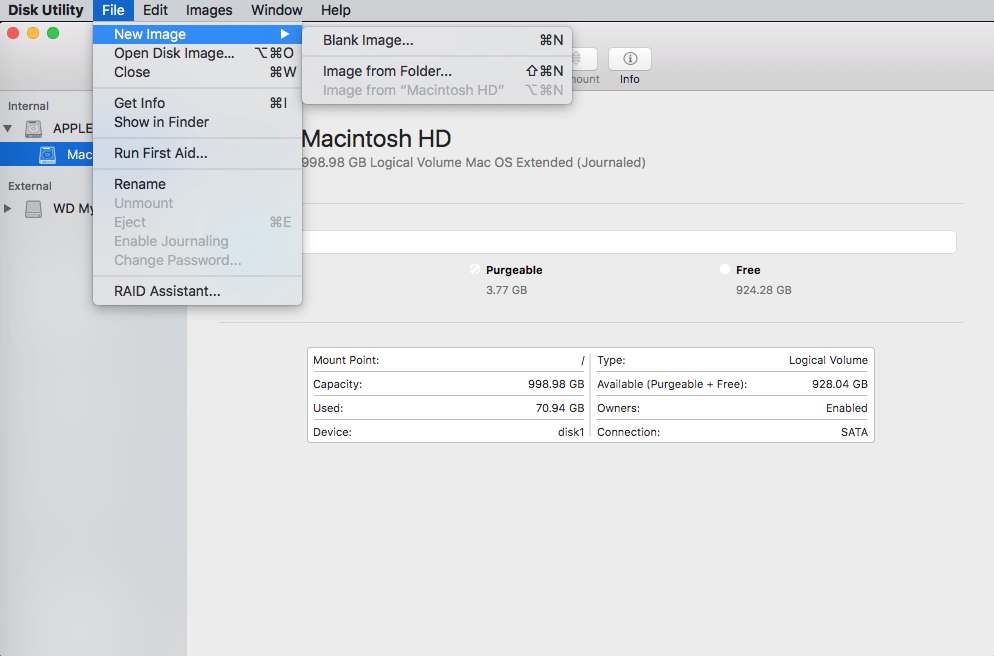 Disk Utility File Edit Images Window Help
New Image ▶
Open Disk Image... ⌥⌘O
Close ⌘W
Get Info ⌘I
Show in Finder
Run First Aid...
Rename
Unmount
Eject ⌘E
Enable Journaling
Change Password...
RAID Assistant...
Blank Image... ⌘N
Image from Folder... ⇧⌘N
Image from “Macintosh HD” ⌥⌘N
Info
Internal
APPLE
Mac
External
WD My
Macintosh HD
998.98 GB Logical Volume Mac OS Extended (Journaled)
Purgeable
3.77 GB
Free
924.28 GB
Mount Point: /
Capacity: 998.98 GB
Used: 70.94 GB
Device: disk1
Type: Logical Volume
Available (Purgeable + Free): 928.04 GB
Owners: Enabled
Connection: SATA